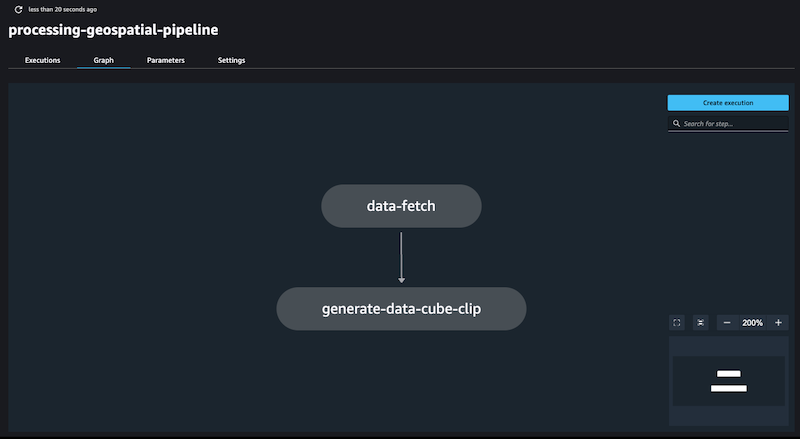 less than 20 seconds ago
processing-geospatial-pipeline
Executions Graph Parameters Settings
Create execution
Search for step...
data-fetch
generate-data-cube-clip
200%